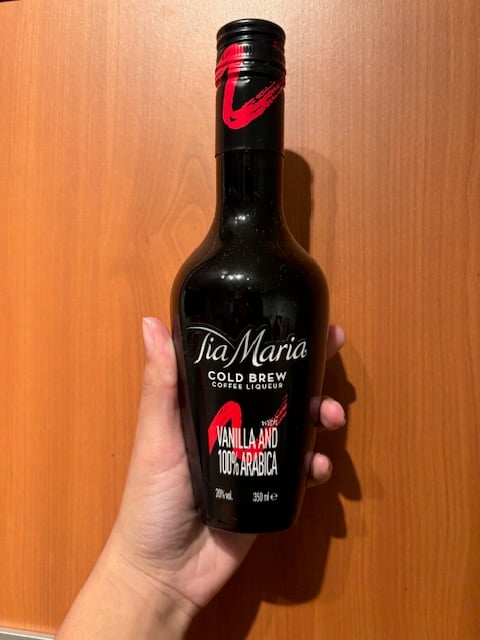 Tia Maria
COLD BREW
COFFEE LIQUEUR
with
VANILLA AND
100% ARABICA
20% vol. 350 ml ℮